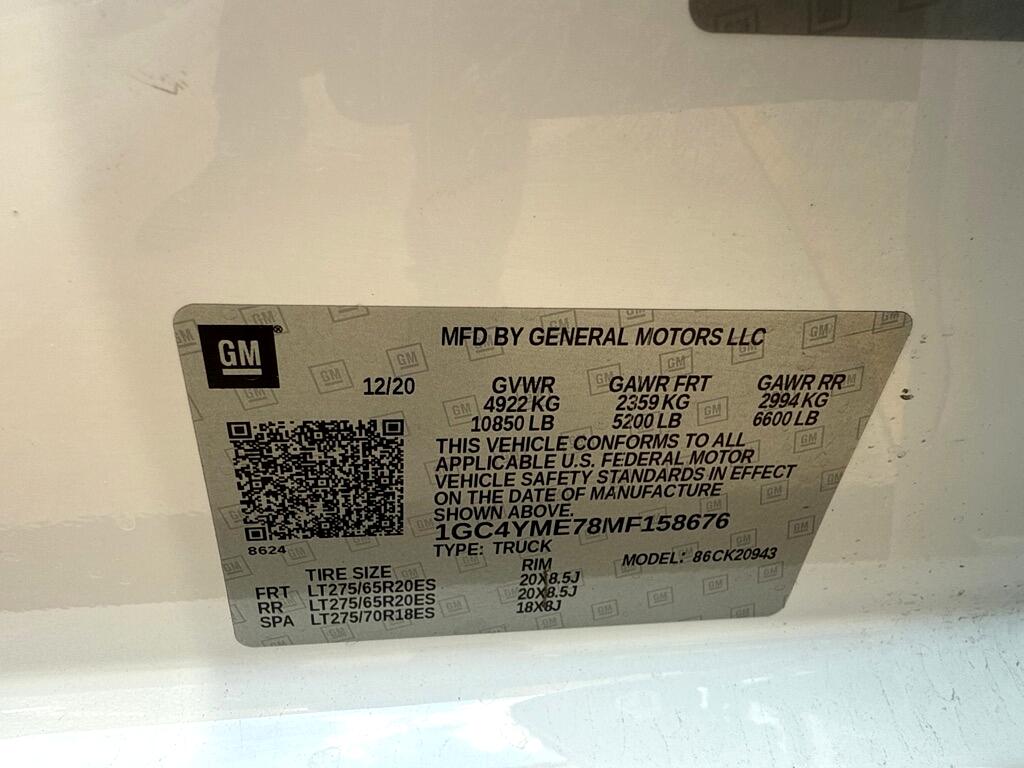 GM
MFD BY GENERAL MOTORS LLC
12/20 GVWR GAWR FRT GAWR RR
4922 KG 2359 KG 2994 KG
10850 LB 5200 LB 6600 LB
THIS VEHICLE CONFORMS TO ALL
APPLICABLE U.S. FEDERAL MOTOR
VEHICLE SAFETY STANDARDS IN EFFECT
ON THE DATE OF MANUFACTURE
SHOWN ABOVE.
1GC4YME78MF158676
8624
TYPE: TRUCK MODEL: 86CK20943
TIRE SIZE RIM
FRT LT275/65R20ES 20X8.5J
RR LT275/65R20ES 20X8.5J
SPA LT275/70R18ES 18X8J